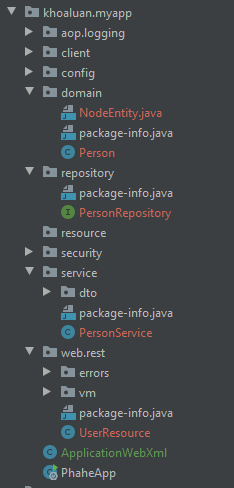 khoaluan.myapp
aop.logging
client
config
domain
NodeEntity.java
package-info.java
Person
repository
package-info.java
PersonRepository
resource
security
service
dto
package-info.java
PersonService
web.rest
errors
vm
package-info.java
UserResource
ApplicationWebXml
PhaheApp